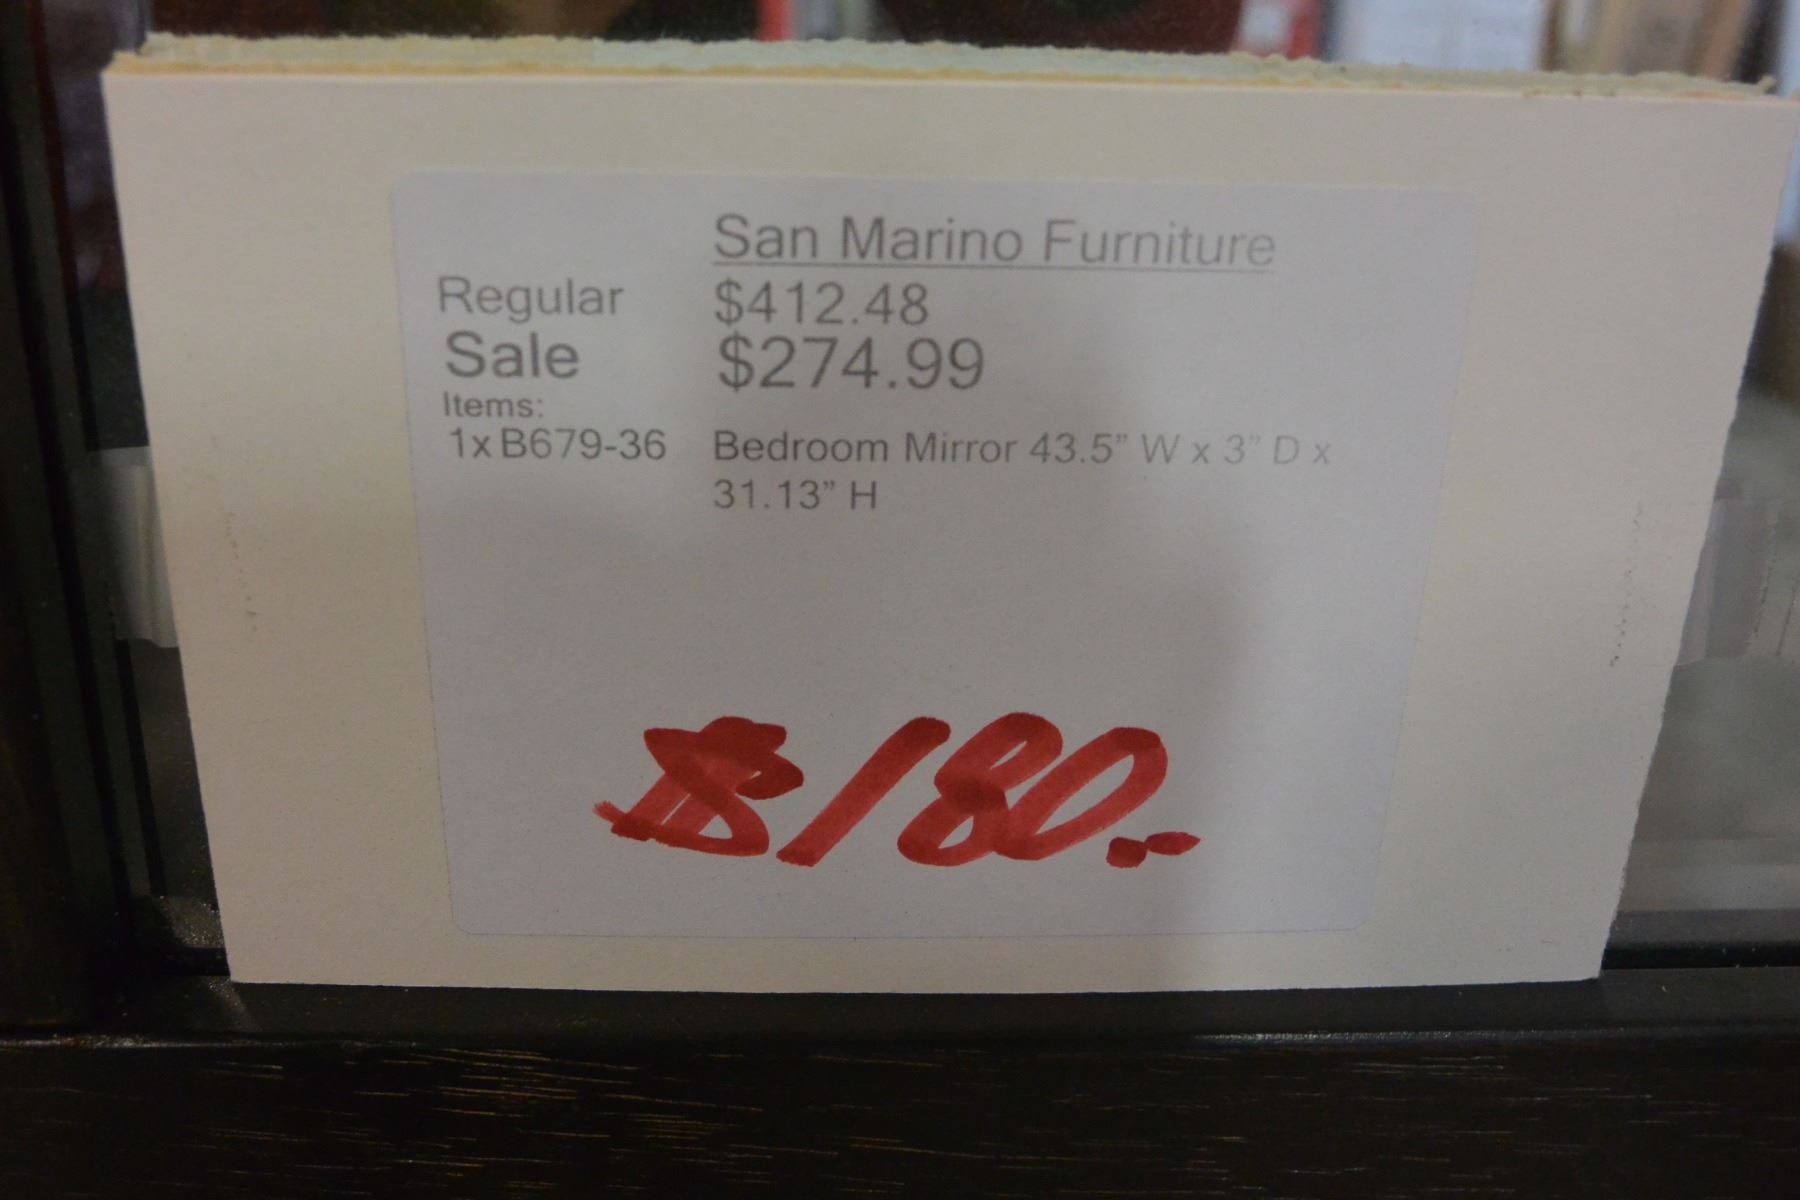 San Marino Furniture
Regular $412.48
Sale $274.99
Items:
1x B679-36 Bedroom Mirror 43.5” W x 3” D x
31.13” H
$180.-